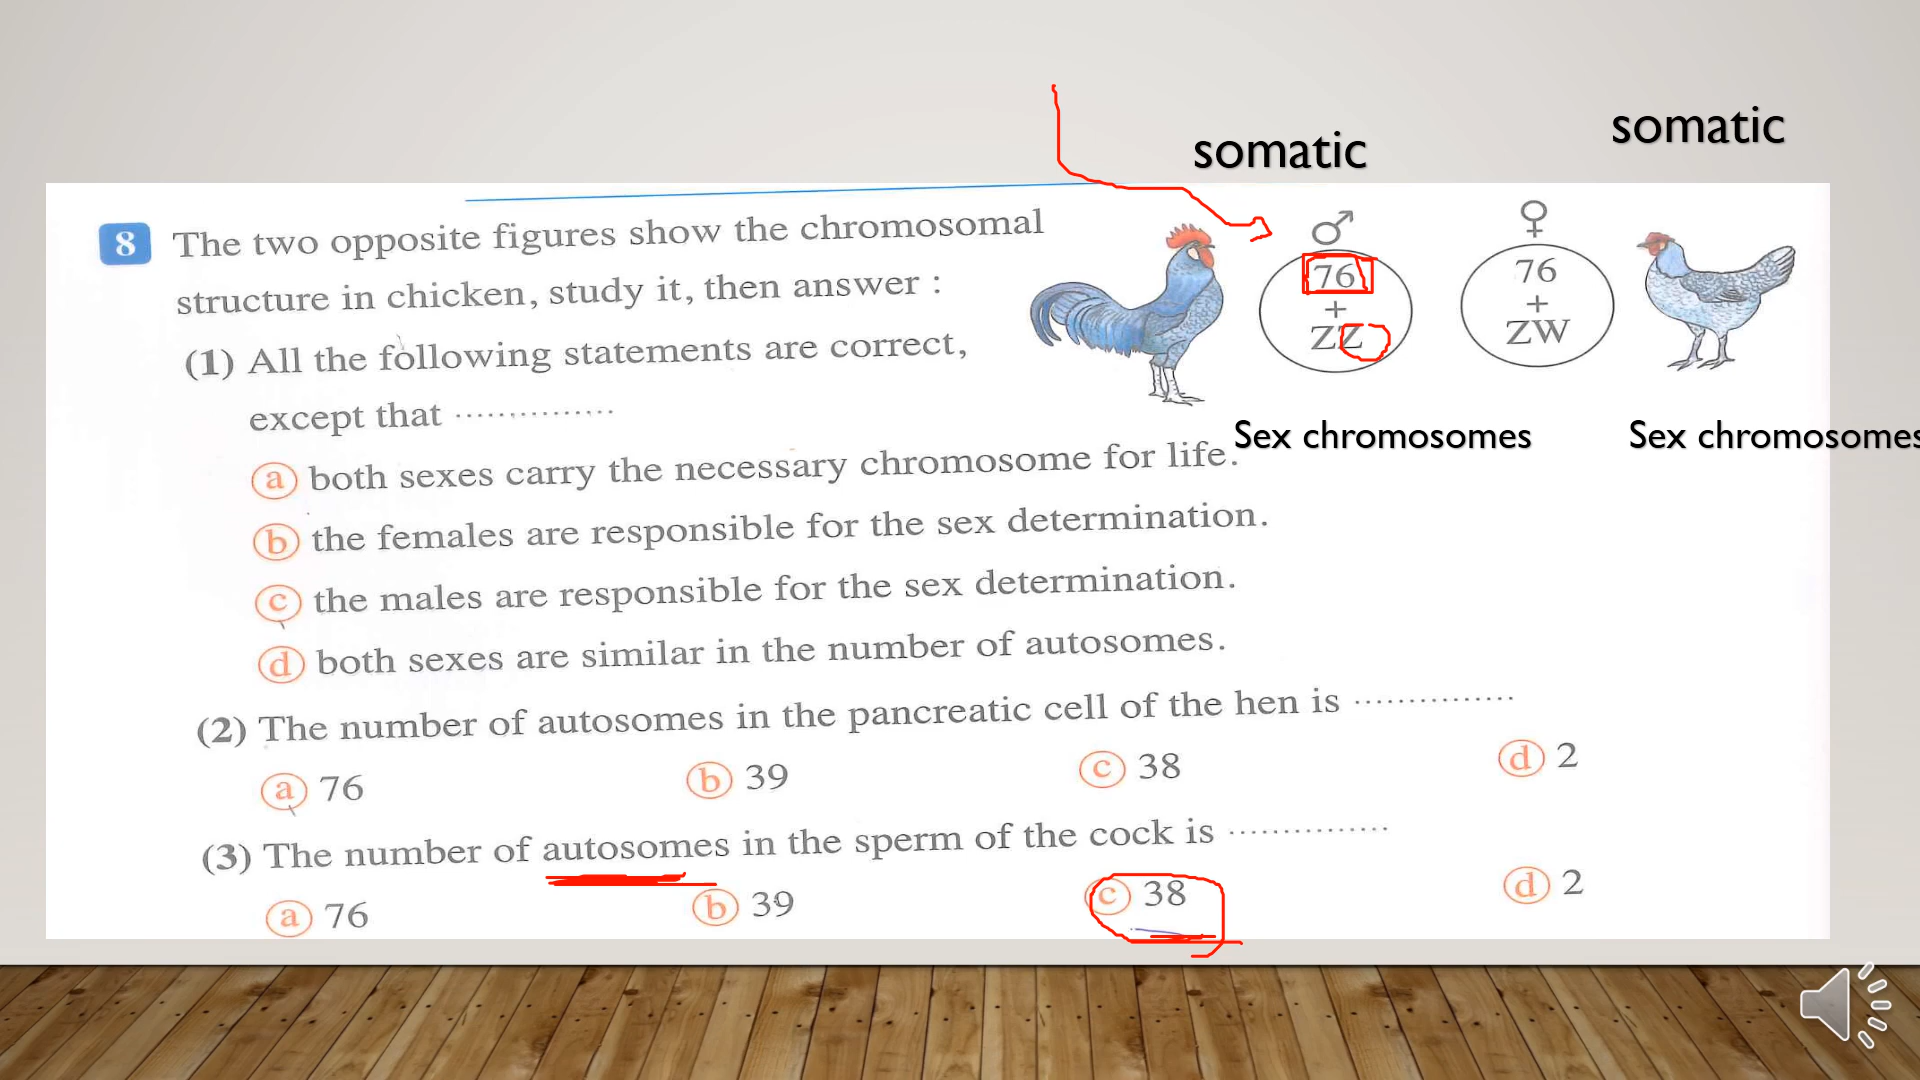 somatic
somatic
8 The two opposite figures show the chromosomal
structure in chicken, study it, then answer :
(1) All the following statements are correct,
except that ...............
♂
76
+
ZZ
♀
76
+
ZW
Sex chromosomes
Sex chromosomes
a both sexes carry the necessary chromosome for life.
b the females are responsible for the sex determination.
c the males are responsible for the sex determination.
d both sexes are similar in the number of autosomes.
(2) The number of autosomes in the pancreatic cell of the hen is ...............
a 76 b 39 c 38 d 2
(3) The number of autosomes in the sperm of the cock is ...............
a 76 b 39 c 38 d 2